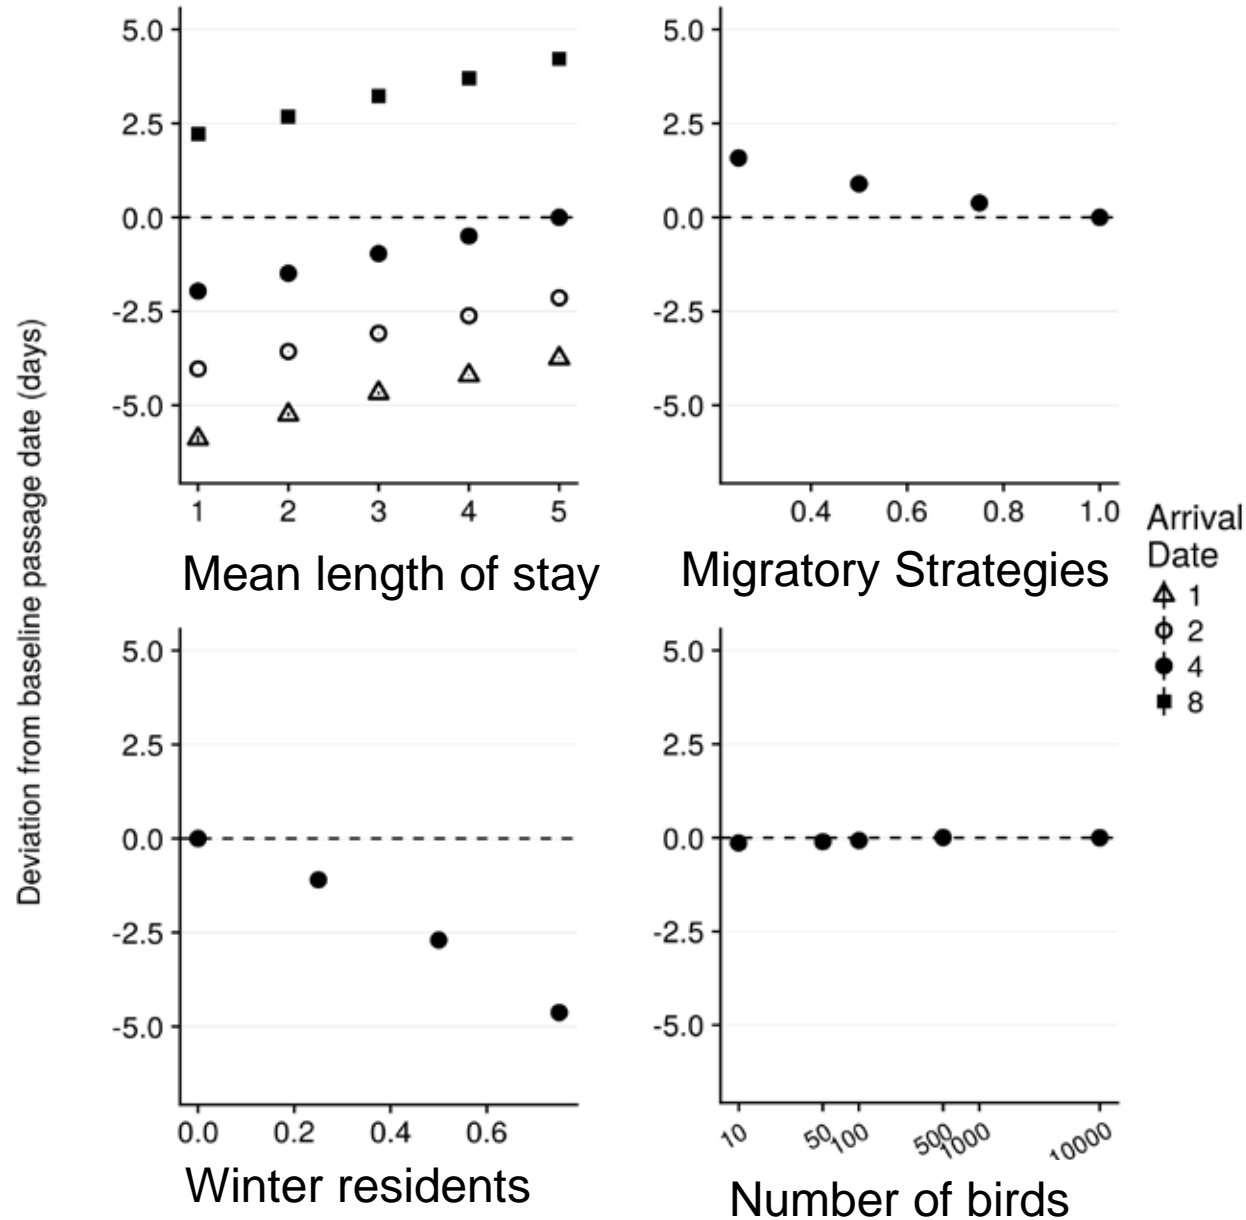 Deviation from baseline passage date (days)
5.0
2.5
0.0
-2.5
-5.0
1 2 3 4 5
Mean length of stay
5.0
2.5
0.0
-2.5
-5.0
0.4 0.6 0.8 1.0
Migratory Strategies
Arrival
Date
1
2
4
8
5.0
2.5
0.0
-2.5
-5.0
0.0 0.2 0.4 0.6
Winter residents
5.0
2.5
0.0
-2.5
-5.0
10 50 100 500 1000 10000
Number of birds